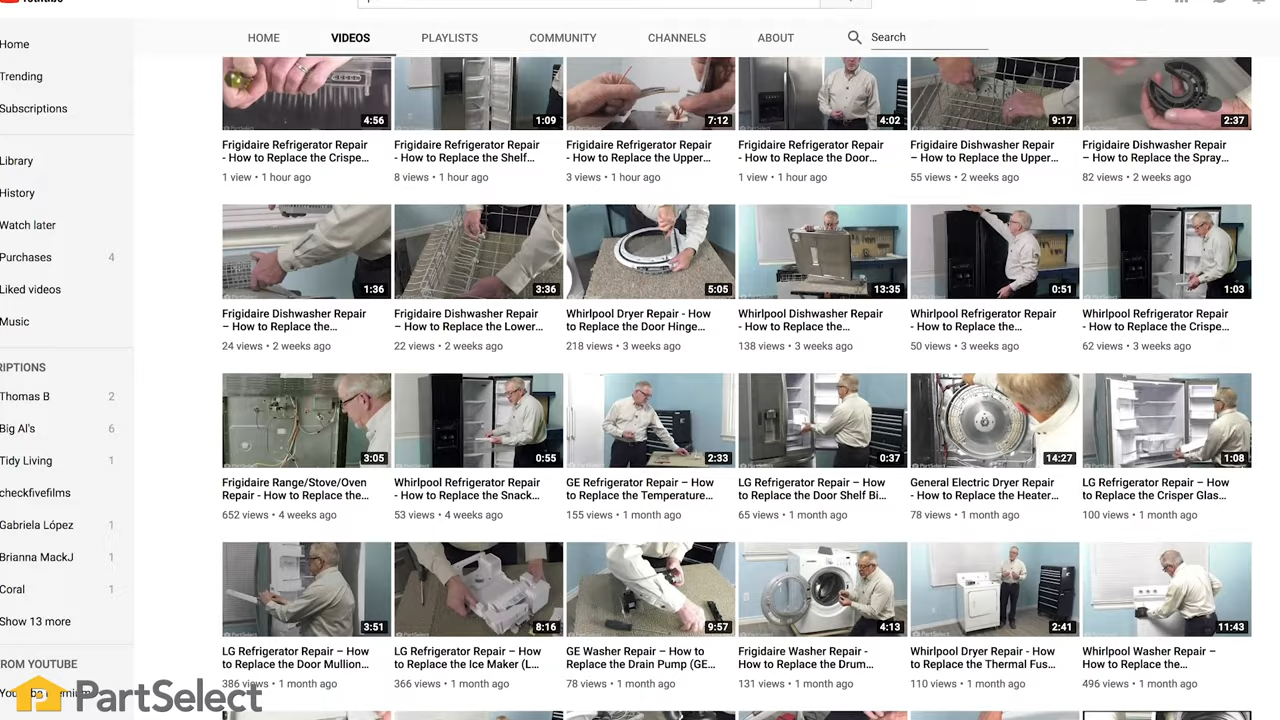 HOME
VIDEOS
PLAYLISTS
COMMUNITY
CHANNELS
ABOUT
Search
Home
Trending
Subscriptions
Library
History
Watch later
Purchases 4
Liked videos
Music
RIPTIONS
Thomas B 2
Big Al's 6
Tidy Living 1
checkfivefilms
Gabriela López 1
Brianna MackJ 1
Coral 1
Show 13 more
ROM YOUTUBE
PartSelect
4:56
Frigidaire Refrigerator Repair
- How to Replace the Crispe...
1 view • 1 hour ago
1:09
Frigidaire Refrigerator Repair
- How to Replace the Shelf...
8 views • 1 hour ago
7:12
Frigidaire Refrigerator Repair
- How to Replace the Upper...
3 views • 1 hour ago
4:02
Frigidaire Refrigerator Repair
- How to Replace the Door...
1 view • 1 hour ago
9:17
Frigidaire Dishwasher Repair
– How to Replace the Upper...
55 views • 2 weeks ago
2:37
Frigidaire Dishwasher Repair
– How to Replace the Spray...
82 views • 2 weeks ago
1:36
Frigidaire Dishwasher Repair
– How to Replace the...
24 views • 2 weeks ago
3:36
Frigidaire Dishwasher Repair
– How to Replace the Lower...
22 views • 2 weeks ago
5:05
Whirlpool Dryer Repair - How
to Replace the Door Hinge...
218 views • 3 weeks ago
13:35
Whirlpool Dishwasher Repair
- How to Replace the...
138 views • 3 weeks ago
0:51
Whirlpool Refrigerator Repair
- How to Replace the...
50 views • 3 weeks ago
1:03
Whirlpool Refrigerator Repair
- How to Replace the Crispe...
62 views • 3 weeks ago
3:05
Frigidaire Range/Stove/Oven
Repair - How to Replace the...
652 views • 4 weeks ago
0:55
Whirlpool Refrigerator Repair
- How to Replace the Snack...
53 views • 4 weeks ago
2:33
GE Refrigerator Repair – How
to Replace the Temperature...
155 views • 1 month ago
0:37
LG Refrigerator Repair – How
to Replace the Door Shelf Bi...
65 views • 1 month ago
14:27
General Electric Dryer Repair
- How to Replace the Heater...
78 views • 1 month ago
1:08
LG Refrigerator Repair – How
to Replace the Crisper Glas...
100 views • 1 month ago
3:51
LG Refrigerator Repair – How
to Replace the Door Mullion...
386 views • 1 month ago
8:16
LG Refrigerator Repair – How
to Replace the Ice Maker (L...
366 views • 1 month ago
9:57
GE Washer Repair – How to
Replace the Drain Pump (GE...
78 views • 1 month ago
4:13
Frigidaire Washer Repair -
How to Replace the Drum...
131 views • 1 month ago
2:41
Whirlpool Dryer Repair - How
to Replace the Thermal Fus...
110 views • 1 month ago
11:43
Whirlpool Washer Repair –
How to Replace the...
496 views • 1 month ago